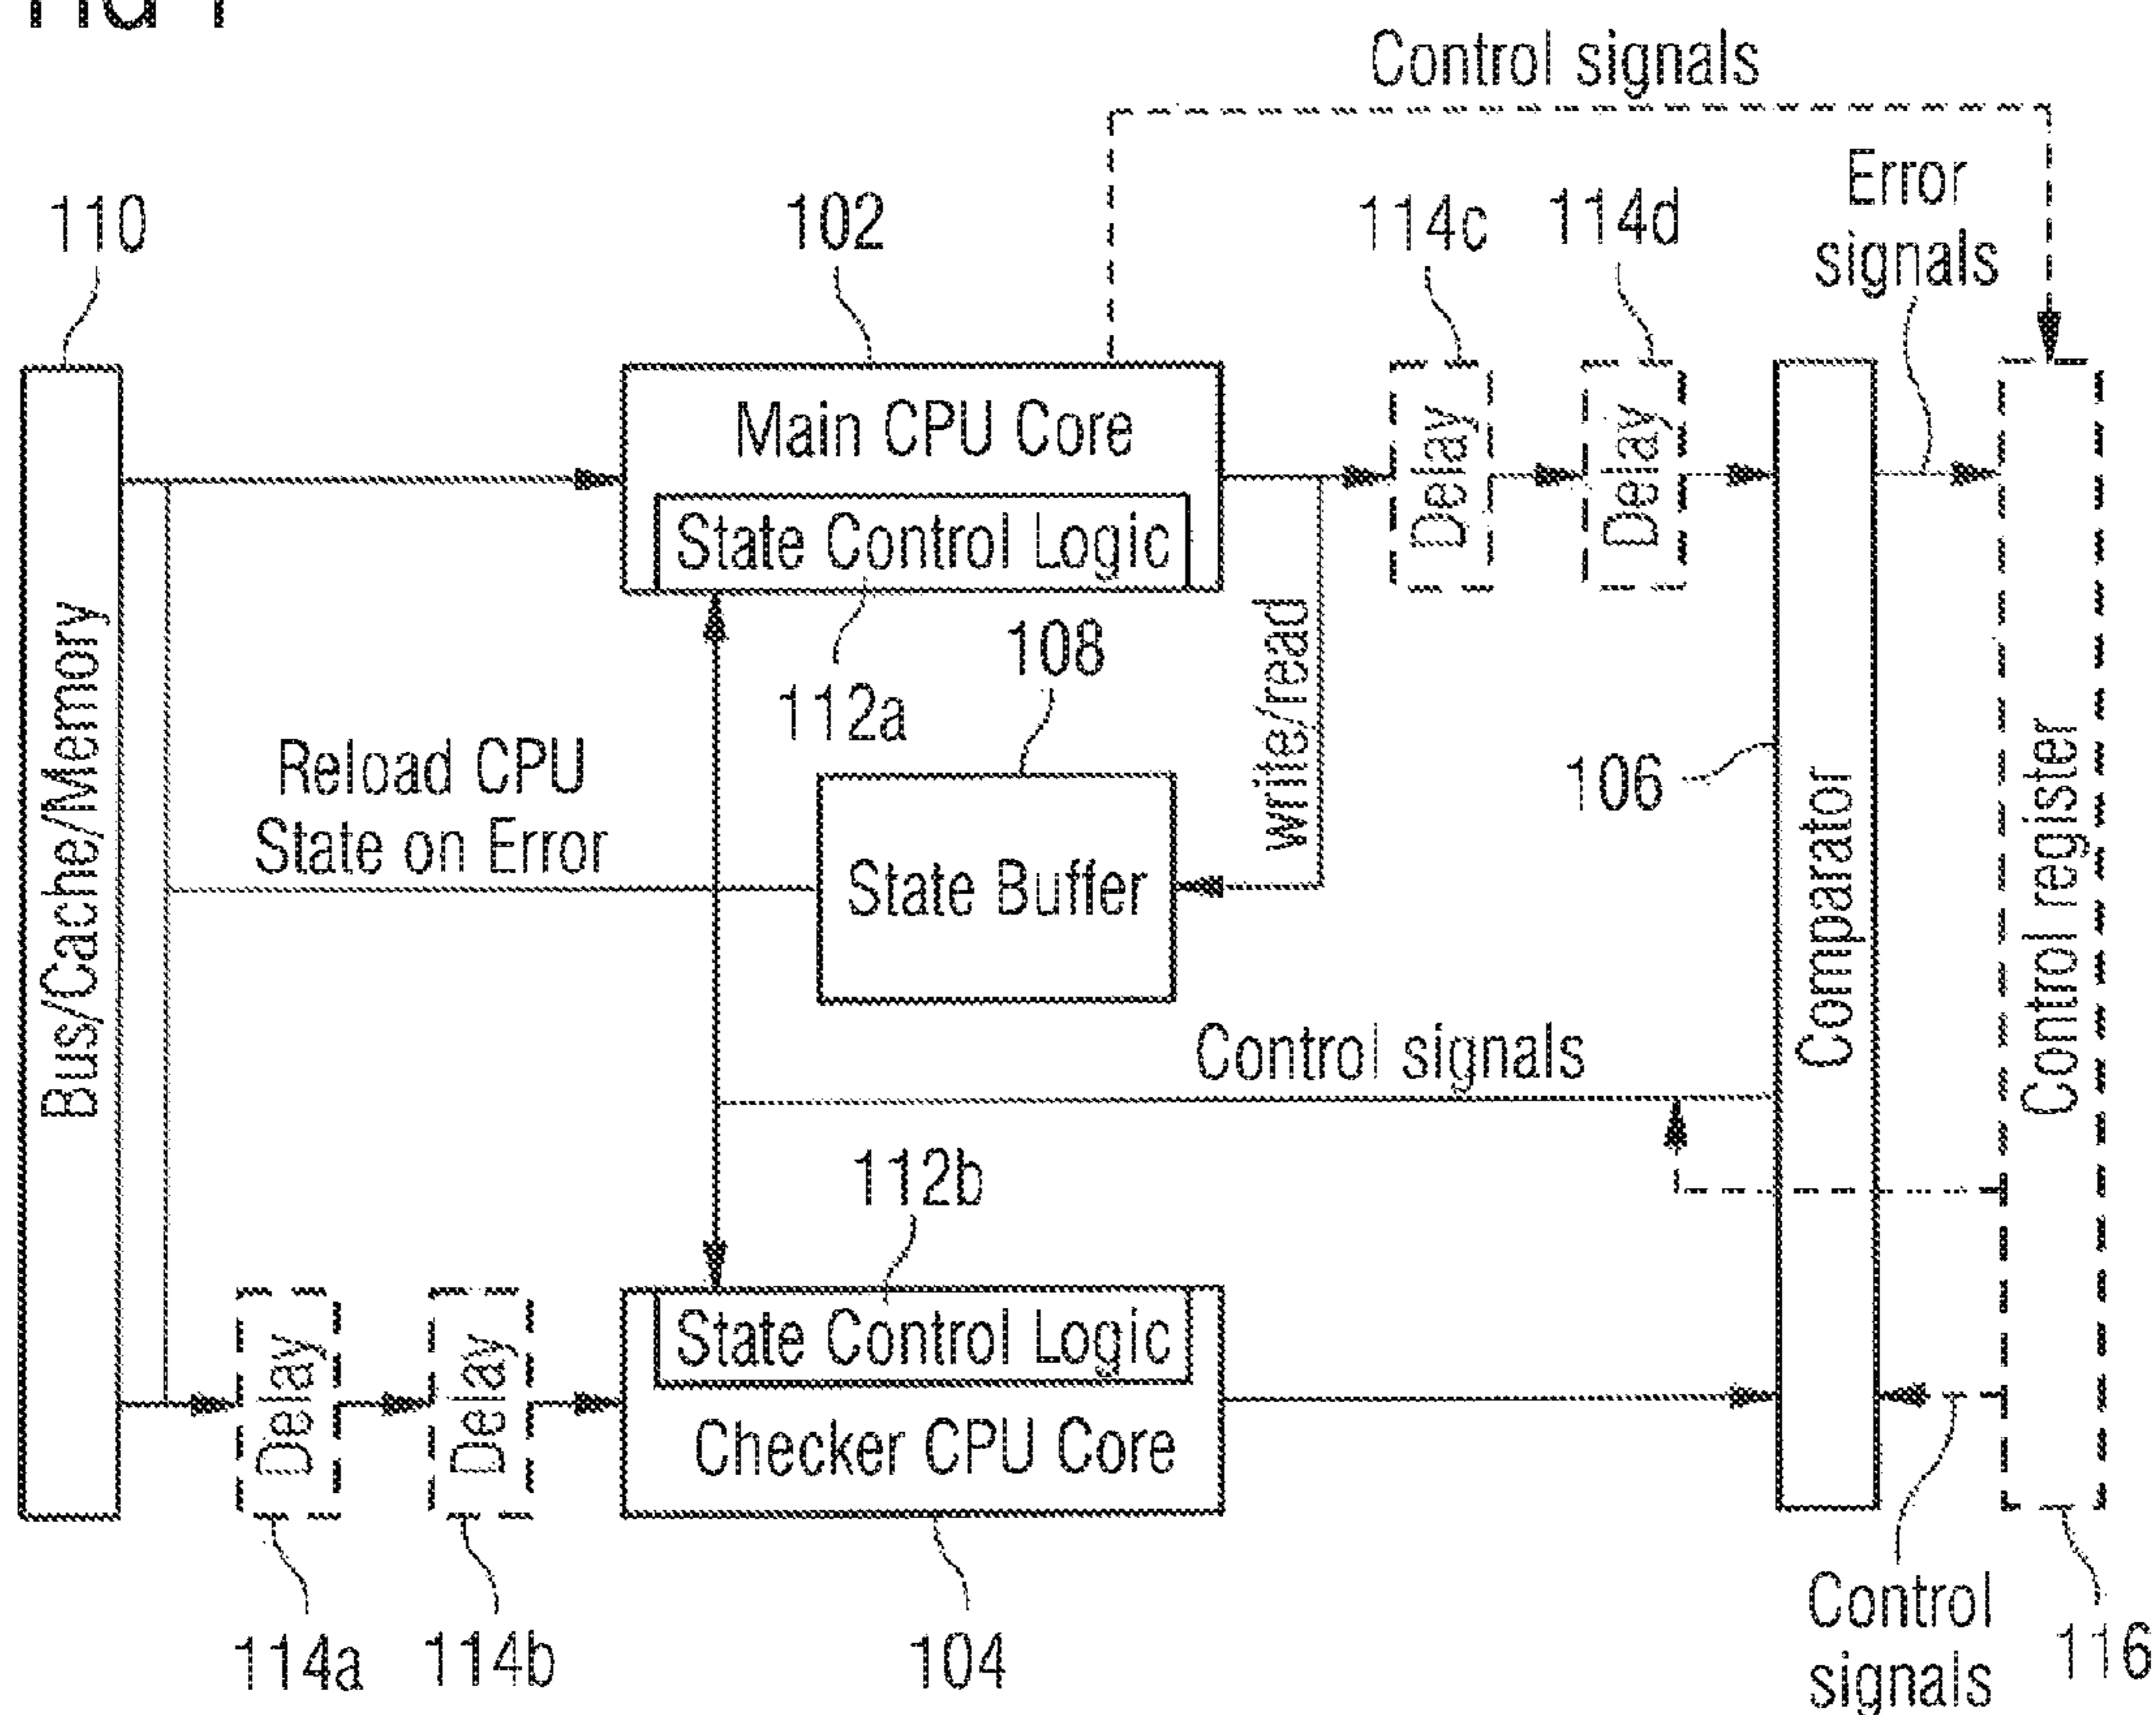 Control signals
Error
signals
110
102
114c
114d
Main CPU Core
State Control Logic
Delay
Delay
108
112a
write/read
Reload CPU
State on Error
State Buffer
106
Bus/Cache/Memory
Comparator
Control register
Control signals
112b
State Control Logic
Checker CPU Core
Delay
Delay
114a
114b
104
Control
signals
116